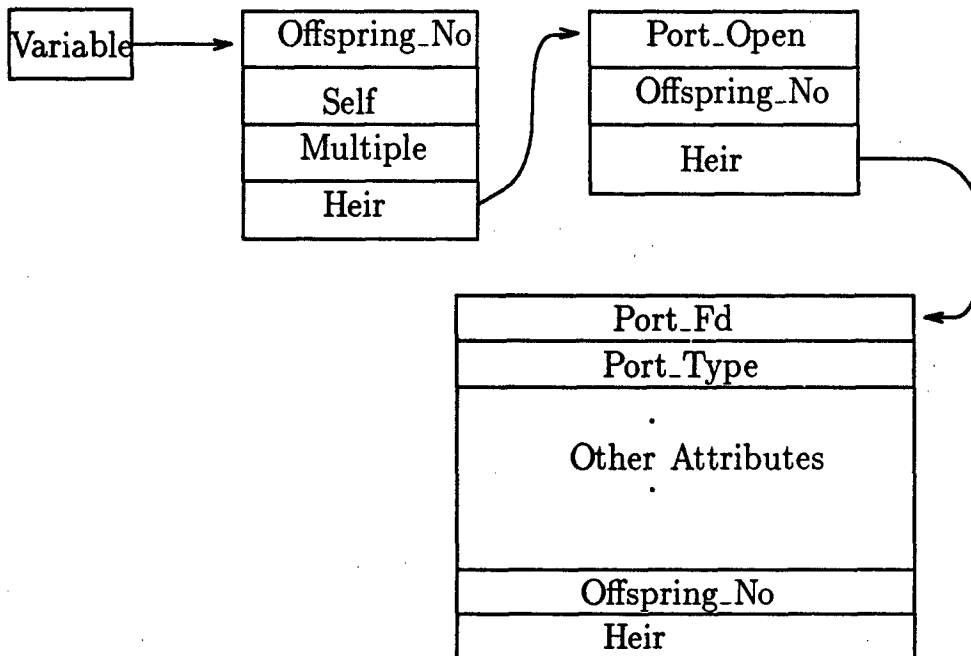 Variable
Offspring_No
Self
Multiple
Heir
Port_Open
Offspring_No
Heir
Port_Fd
Port_Type
Other Attributes
Offspring_No
Heir